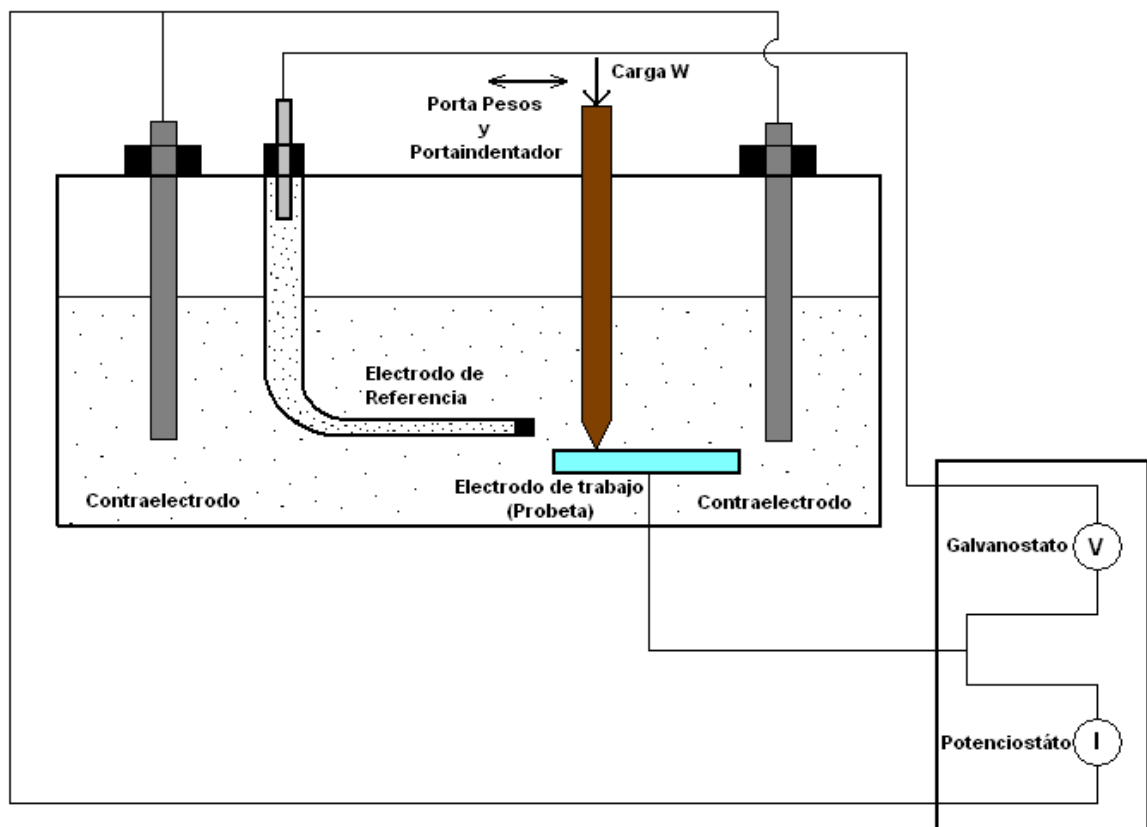 Carga W
Porta Pesos
y
Portaindentador
Electrodo de
Referencia
Contraelectrodo
Electrodo de trabajo
(Probeta)
Contraelectrodo
Galvanostato
V
Potenciostáto
I